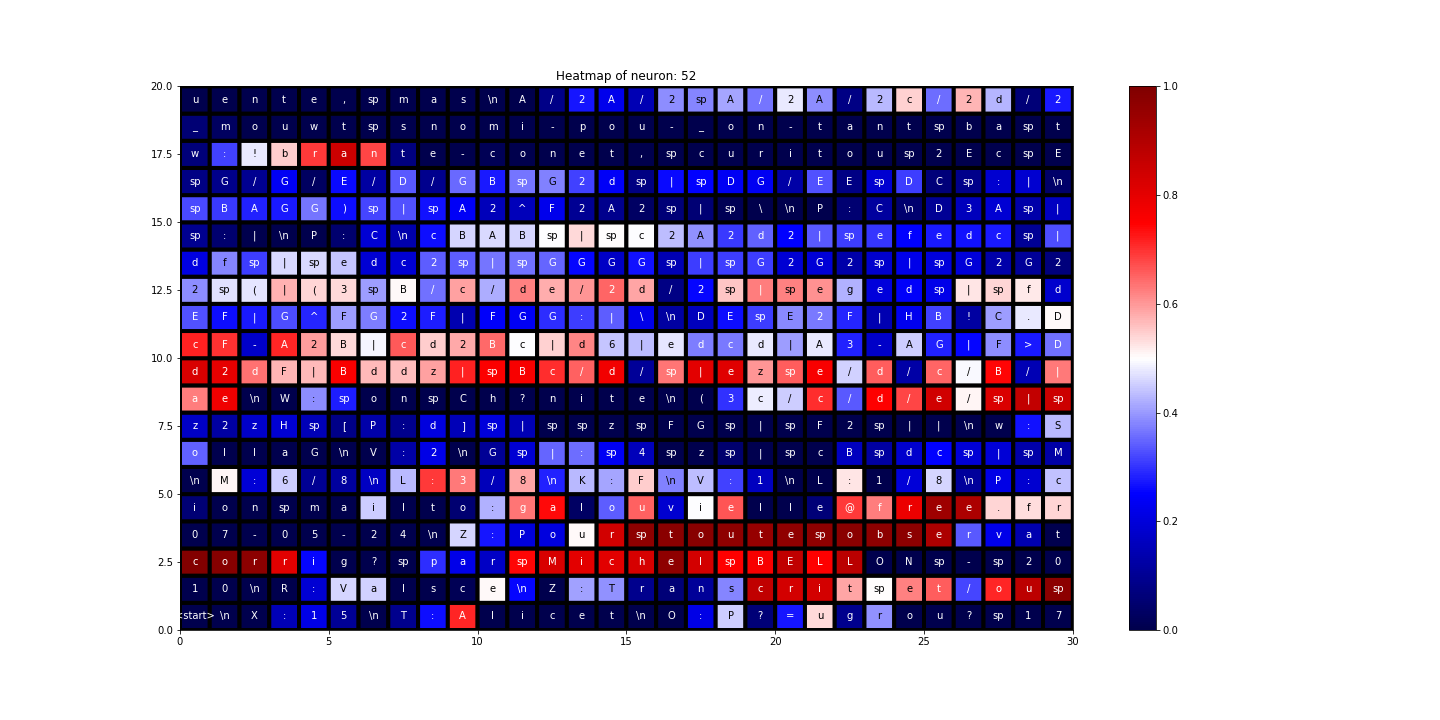 Heatmap of neuron: 52
20.0 u e n t e , sp m a s \n A / 2 A / 2 sp A / 2 A / 2 c / 2 d / 2 1.0
_ m o u w t sp s n o m i - p o u - _ o n - t a n t sp b a sp t
17.5 w : ! b r a n t e - c o n e t , sp c u r i t o u sp 2 E c sp E
sp G / G / E / D / G B sp G 2 d sp | sp D G / E E sp D C sp : | \n 0.8
15.0 sp B A G G ) sp | sp A 2 ^ F 2 A 2 sp | sp \ \n P : C \n D 3 A sp |
sp : | \n P : C \n c B A B sp | sp c 2 A 2 d 2 | sp e f e d c sp |
d f sp | sp e d c 2 sp | sp G G G G sp | sp G 2 G 2 sp | sp G 2 G 2
12.5 2 sp ( | ( 3 sp B / c / d e / 2 d / 2 sp | sp e g e d sp | sp f d 0.6
E F | G ^ F G 2 F | F G G : | \ \n D E sp E 2 F | H B ! C . D
10.0 c F - A 2 B | c d 2 B c | d 6 | e d c d | A 3 - A G | F > D
d 2 d F | B d d z | sp B c / d / sp | e z sp e / d / c / B / |
a e \n W : sp o n sp C h ? n i t e \n ( 3 c / c / d / e / sp | sp 0.4
7.5 z 2 z H sp [ P : d ] sp | sp sp z sp F G sp | sp F 2 sp | | \n w : S
o l l a G \n V : 2 \n G sp | : sp 4 sp z sp | sp c B sp d c sp | sp M
5.0 \n M : 6 / 8 \n L : 3 / 8 \n K : F \n V : 1 \n L : 1 / 8 \n P : c
i o n sp m a i l t o : g a l o u v i e l l e @ f r e e . f r
0 7 - 0 5 - 2 4 \n Z : P o u r sp t o u t e sp o b s e r v a t 0.2
2.5 c o r r i g ? sp p a r sp M i c h e l sp B E L L O N sp - sp 2 0
1 0 \n R : V a l s c e \n Z : T r a n s c r i t sp e t / o u sp
0.0 <start> \n X : 1 5 \n T : A l i c e t \n O : P ? = u g r o u ? sp 1 7 0.0
0 5 10 15 20 25 30